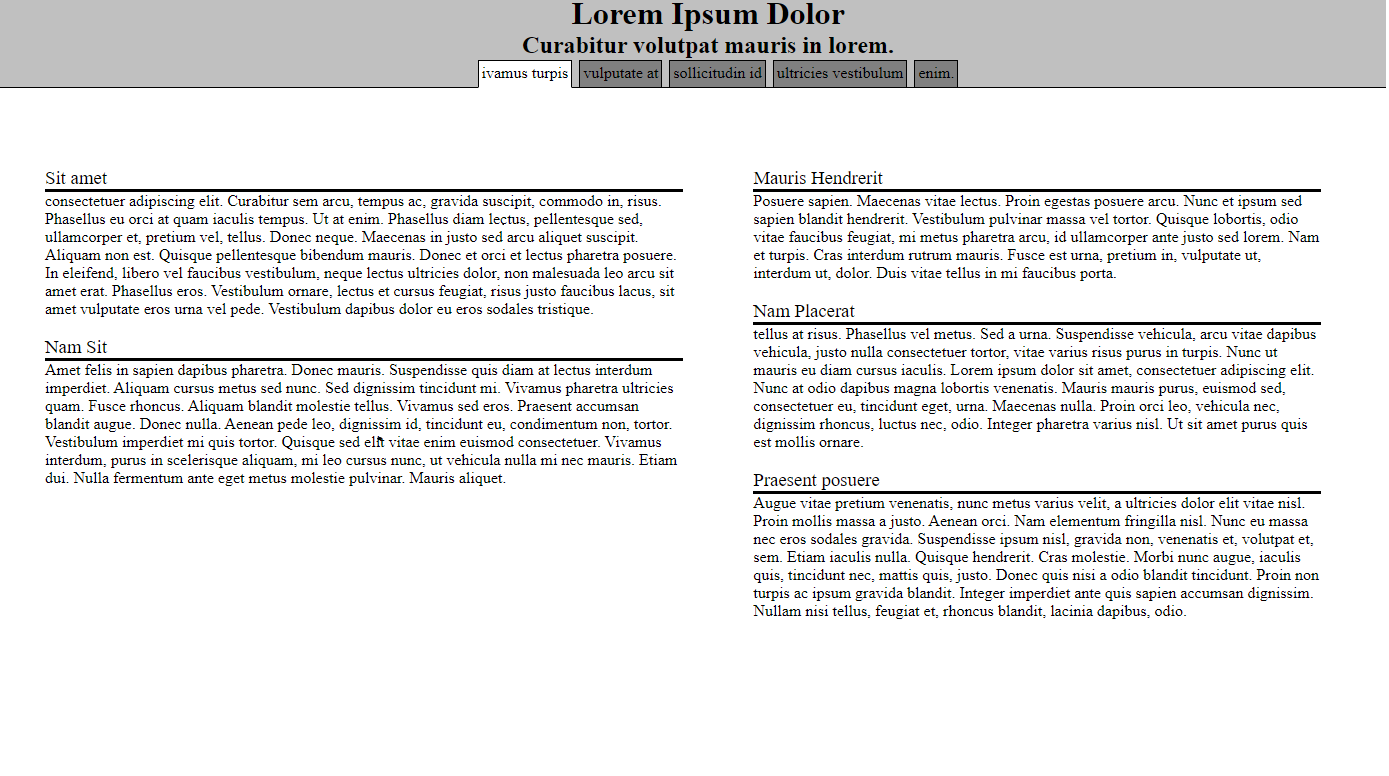 Lorem Ipsum Dolor
Curabitur volutpat mauris in lorem.
ivamus turpis
vulputate at
sollicitudin id
ultricies vestibulum
enim.
Sit amet
consectetuer adipiscing elit. Curabitur sem arcu, tempus ac, gravida suscipit, commodo in, risus.
Phasellus eu orci at quam iaculis tempus. Ut at enim. Phasellus diam lectus, pellentesque sed,
ullamcorper et, pretium vel, tellus. Donec neque. Maecenas in justo sed arcu aliquet suscipit.
Aliquam non est. Quisque pellentesque bibendum mauris. Donec et orci et lectus pharetra posuere.
In eleifend, libero vel faucibus vestibulum, neque lectus ultricies dolor, non malesuada leo arcu sit
amet erat. Phasellus eros. Vestibulum ornare, lectus et cursus feugiat, risus justo faucibus lacus, sit
amet vulputate eros urna vel pede. Vestibulum dapibus dolor eu eros sodales tristique.
Nam Sit
Amet felis in sapien dapibus pharetra. Donec mauris. Suspendisse quis diam at lectus interdum
imperdiet. Aliquam cursus metus sed nunc. Sed dignissim tincidunt mi. Vivamus pharetra ultricies
quam. Fusce rhoncus. Aliquam blandit molestie tellus. Vivamus sed eros. Praesent accumsan
blandit augue. Donec nulla. Aenean pede leo, dignissim id, tincidunt eu, condimentum non, tortor.
Vestibulum imperdiet mi quis tortor. Quisque sed elit vitae enim euismod consectetuer. Vivamus
interdum, purus in scelerisque aliquam, mi leo cursus nunc, ut vehicula nulla mi nec mauris. Etiam
dui. Nulla fermentum ante eget metus molestie pulvinar. Mauris aliquet.
Mauris Hendrerit
Posuere sapien. Maecenas vitae lectus. Proin egestas posuere arcu. Nunc et ipsum sed
sapien blandit hendrerit. Vestibulum pulvinar massa vel tortor. Quisque lobortis, odio
vitae faucibus feugiat, mi metus pharetra arcu, id ullamcorper ante justo sed lorem. Nam
et turpis. Cras interdum rutrum mauris. Fusce est urna, pretium in, vulputate ut,
interdum ut, dolor. Duis vitae tellus in mi faucibus porta.
Nam Placerat
tellus at risus. Phasellus vel metus. Sed a urna. Suspendisse vehicula, arcu vitae dapibus
vehicula, justo nulla consectetuer tortor, vitae varius risus purus in turpis. Nunc ut
mauris eu diam cursus iaculis. Lorem ipsum dolor sit amet, consectetuer adipiscing elit.
Nunc at odio dapibus magna lobortis venenatis. Mauris mauris purus, euismod sed,
consectetuer eu, tincidunt eget, urna. Maecenas nulla. Proin orci leo, vehicula nec,
dignissim rhoncus, luctus nec, odio. Integer pharetra varius nisl. Ut sit amet purus quis
est mollis ornare.
Praesent posuere
Augue vitae pretium venenatis, nunc metus varius velit, a ultricies dolor elit vitae nisl.
Proin mollis massa a justo. Aenean orci. Nam elementum fringilla nisl. Nunc eu massa
nec eros sodales gravida. Suspendisse ipsum nisl, gravida non, venenatis et, volutpat et,
sem. Etiam iaculis nulla. Quisque hendrerit. Cras molestie. Morbi nunc augue, iaculis
quis, tincidunt nec, mattis quis, justo. Donec quis nisi a odio blandit tincidunt. Proin non
turpis ac ipsum gravida blandit. Integer imperdiet ante quis sapien accumsan dignissim.
Nullam nisi tellus, feugiat et, rhoncus blandit, lacinia dapibus, odio.